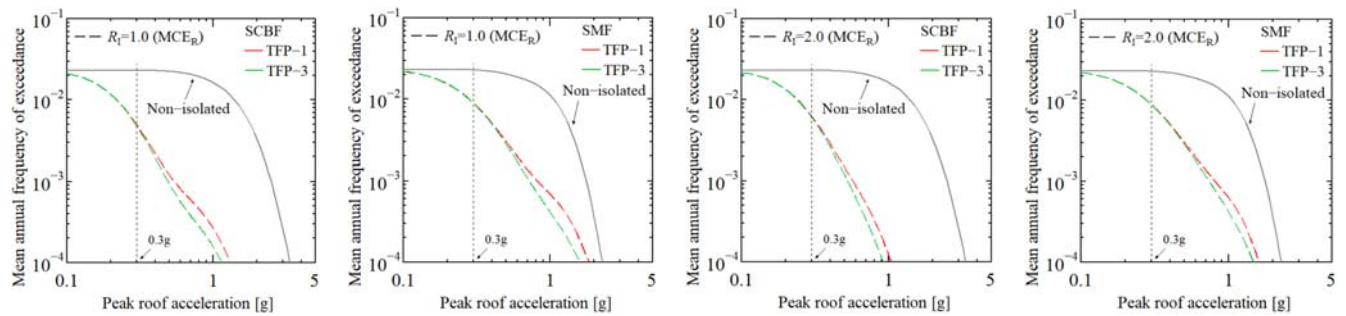 Mean annual frequency of exceedance
10⁻¹
10⁻²
10⁻³
10⁻⁴
R_I=1.0 (MCE_R)
SCBF
TFP−1
TFP−3
Non−isolated
0.3g
0.1
1
5
Peak roof acceleration [g]
Mean annual frequency of exceedance
10⁻¹
10⁻²
10⁻³
10⁻⁴
R_I=1.0 (MCE_R)
SMF
TFP−1
TFP−3
Non−isolated
0.3g
0.1
1
5
Peak roof acceleration [g]
Mean annual frequency of exceedance
10⁻¹
10⁻²
10⁻³
10⁻⁴
R_I=2.0 (MCE_R)
SCBF
TFP−1
TFP−3
Non−isolated
0.3g
0.1
1
5
Peak roof acceleration [g]
Mean annual frequency of exceedance
10⁻¹
10⁻²
10⁻³
10⁻⁴
R_I=2.0 (MCE_R)
SMF
TFP−1
TFP−3
Non−isolated
0.3g
0.1
1
5
Peak roof acceleration [g]